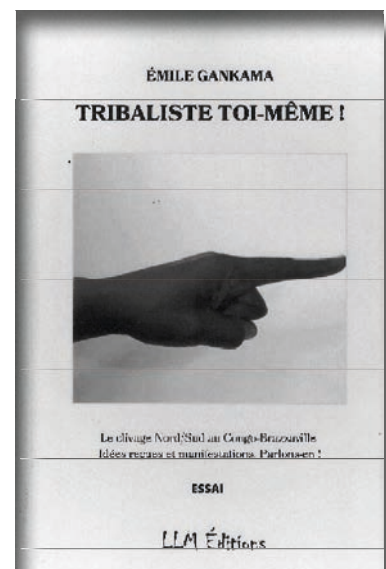 ÉMILE GANKAMA
TRIBALISTE TOI-MÊME !
Le clivage Nord/Sud au Congo-Brazzaville
Idées reçues et manifestations. Parlons-en !
ESSAI
LLM Éditions